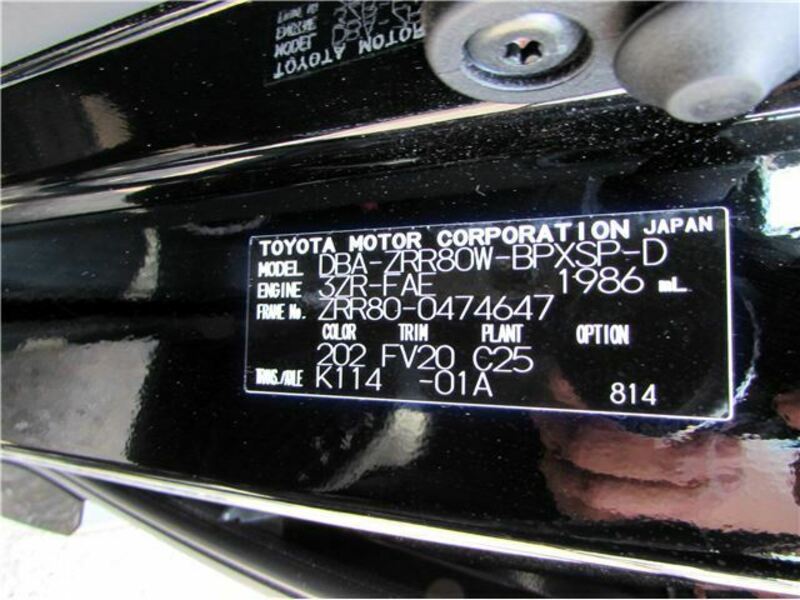 TOYOTA MOTOR CORPORATION JAPAN
MODEL DBA-ZRR80W-BPXSP-D
ENGINE 3ZR-FAE 1986 mL
FRAME No. ZRR80-0474647
COLOR TRIM PLANT OPTION
202 FV20 C25
TRANS./AXLE K114 -01A
814